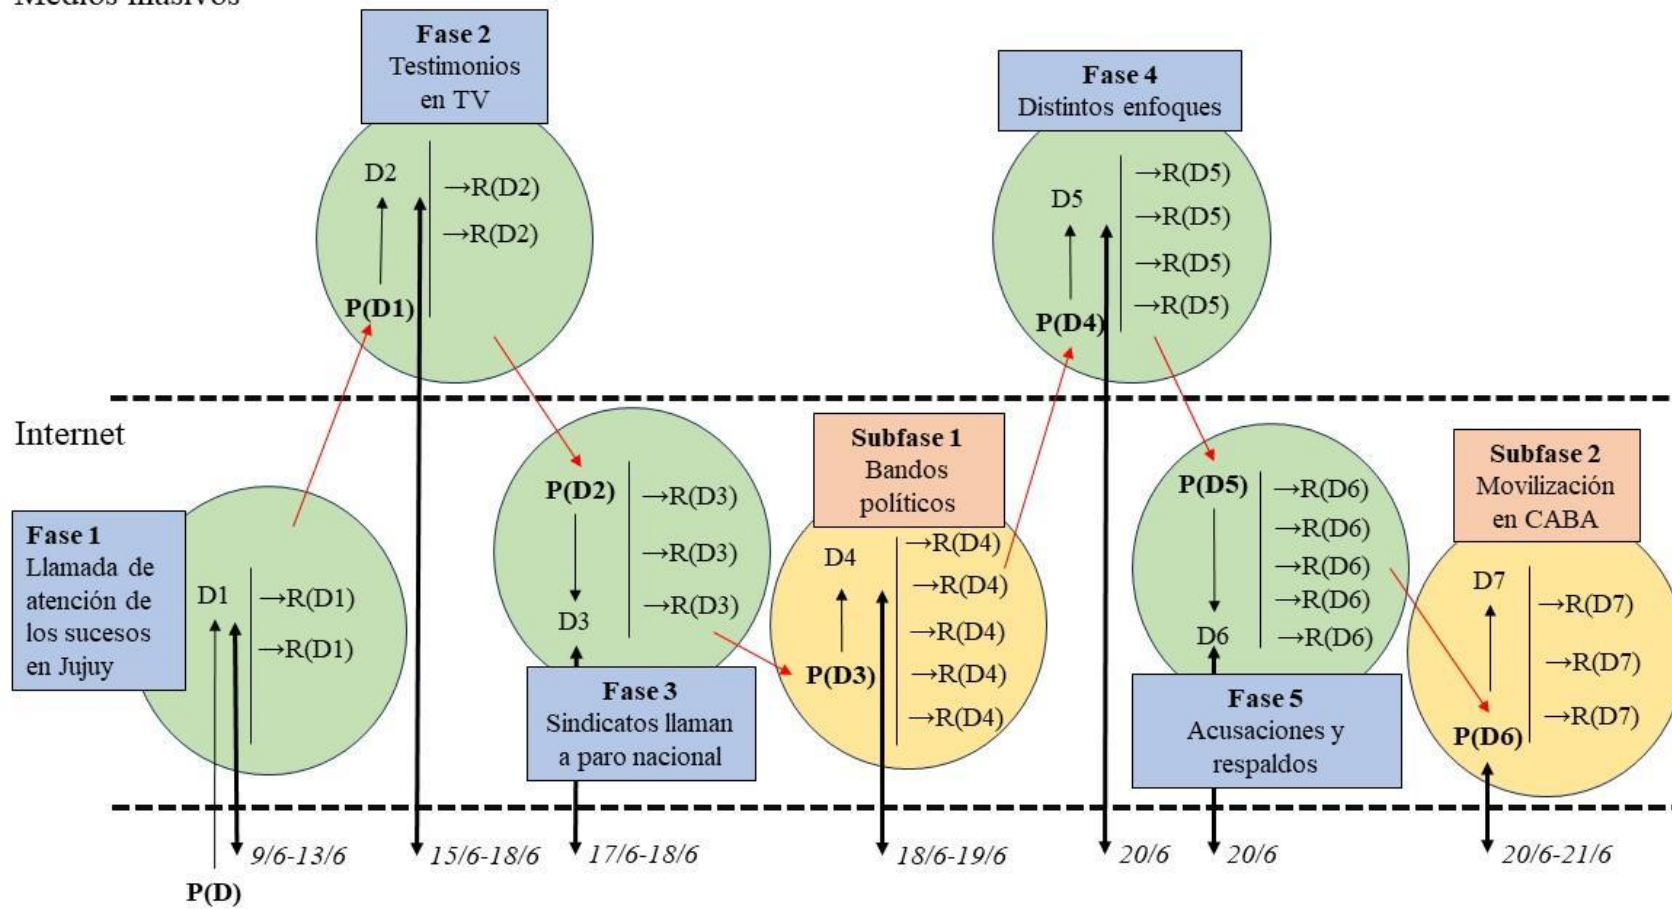 Medios masivos
Fase 2
Testimonios
en TV
D2
→R(D2)
→R(D2)
P(D1)
Fase 4
Distintos enfoques
D5
→R(D5)
→R(D5)
→R(D5)
→R(D5)
P(D4)
Internet
Fase 1
Llamada de
atención de
los sucesos
en Jujuy
D1
→R(D1)
→R(D1)
P(D2)
→R(D3)
→R(D3)
→R(D3)
D3
Fase 3
Sindicatos llaman
a paro nacional
Subfase 1
Bandos
políticos
D4
→R(D4)
→R(D4)
→R(D4)
→R(D4)
→R(D4)
P(D3)
P(D5)
→R(D6)
→R(D6)
→R(D6)
→R(D6)
→R(D6)
D6
Fase 5
Acusaciones y
respaldos
Subfase 2
Movilización
en CABA
D7
→R(D7)
→R(D7)
→R(D7)
P(D6)
9/6-13/6
15/6-18/6
17/6-18/6
18/6-19/6
20/6
20/6
20/6-21/6
P(D)